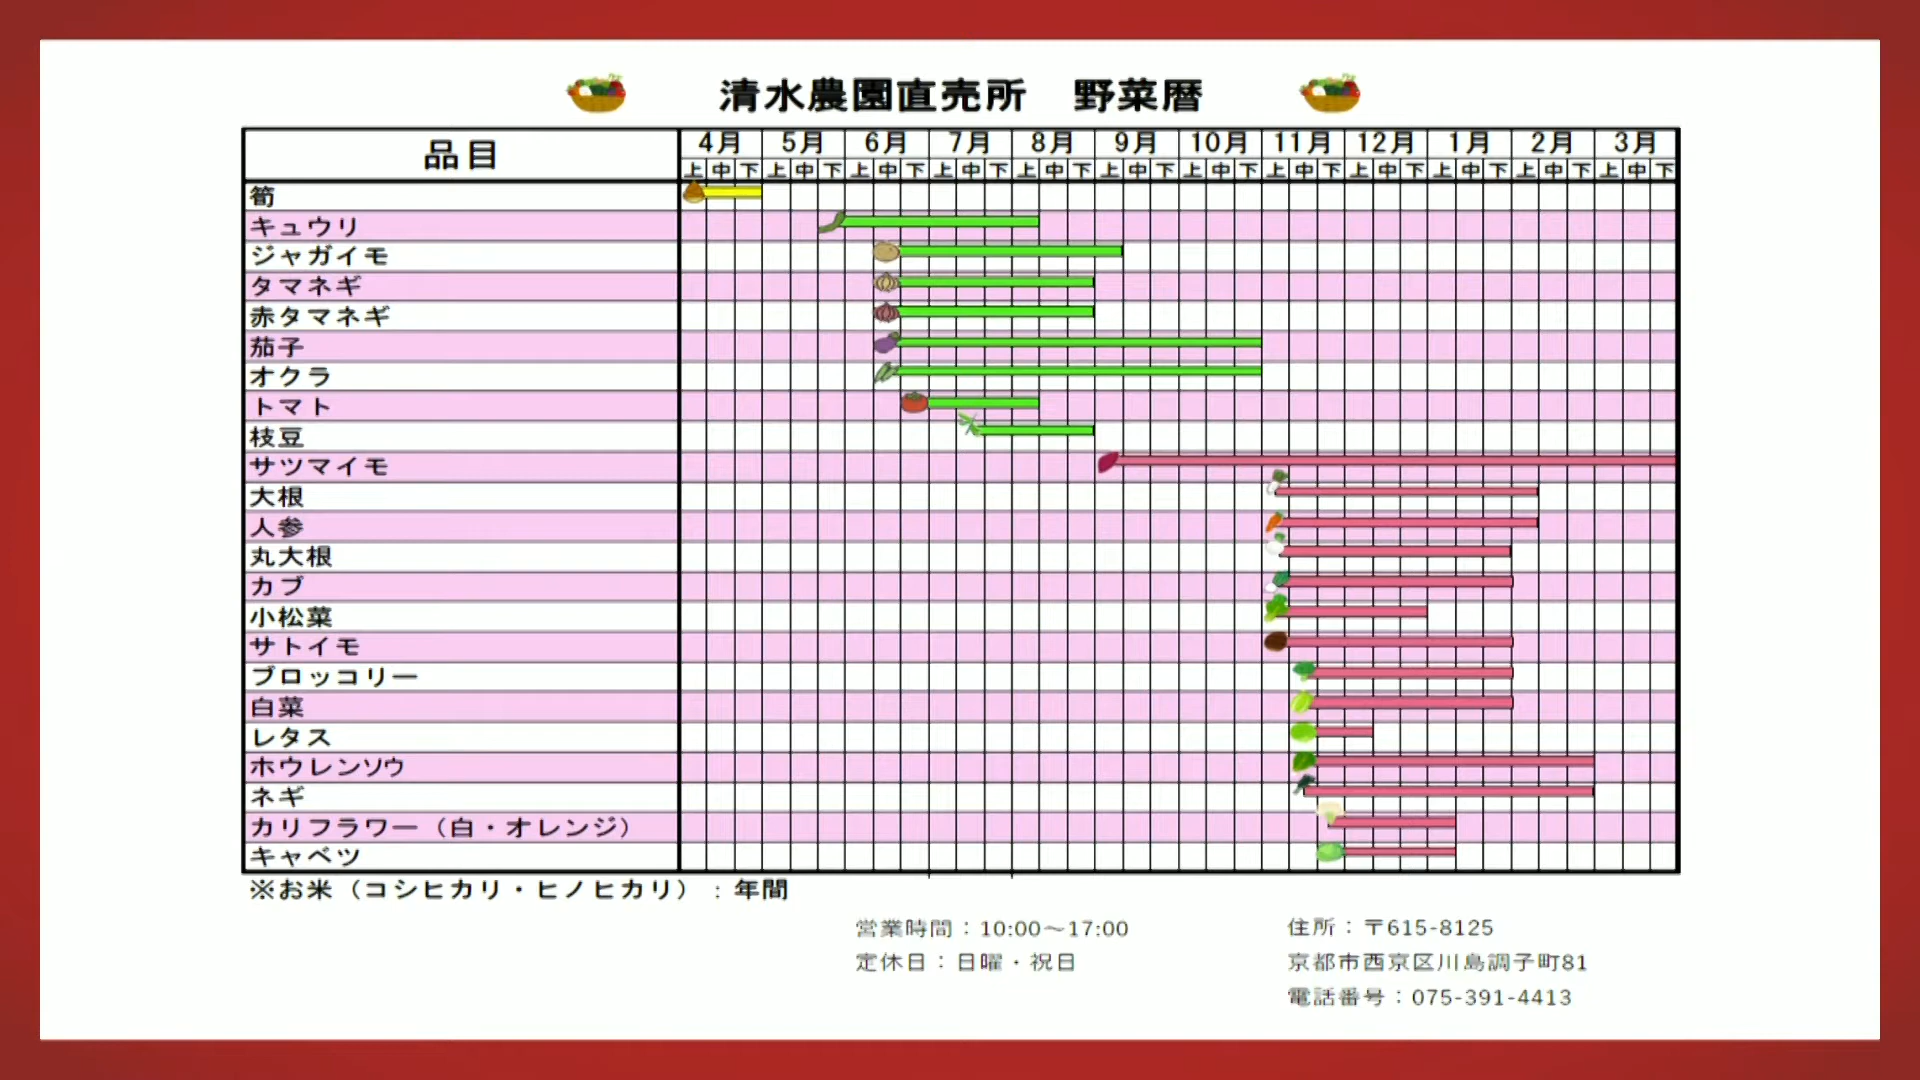 清水農園直売所　野菜暦
品目 4月 5月 6月 7月 8月 9月 10月 11月 12月 1月 2月 3月
上 中 下 上 中 下 上 中 下 上 中 下 上 中 下 上 中 下 上 中 下 上 中 下 上 中 下 上 中 下 上 中 下 上 中 下
筍
キュウリ
ジャガイモ
タマネギ
赤タマネギ
茄子
オクラ
トマト
枝豆
サツマイモ
大根
人参
丸大根
カブ
小松菜
サトイモ
ブロッコリー
白菜
レタス
ホウレンソウ
ネギ
カリフラワー（白・オレンジ）
キャベツ
※お米（コシヒカリ・ヒノヒカリ）：年間
営業時間：10:00～17:00
定休日：日曜・祝日
住所：〒615-8125
京都市西京区川島調子町81
電話番号：075-391-4413